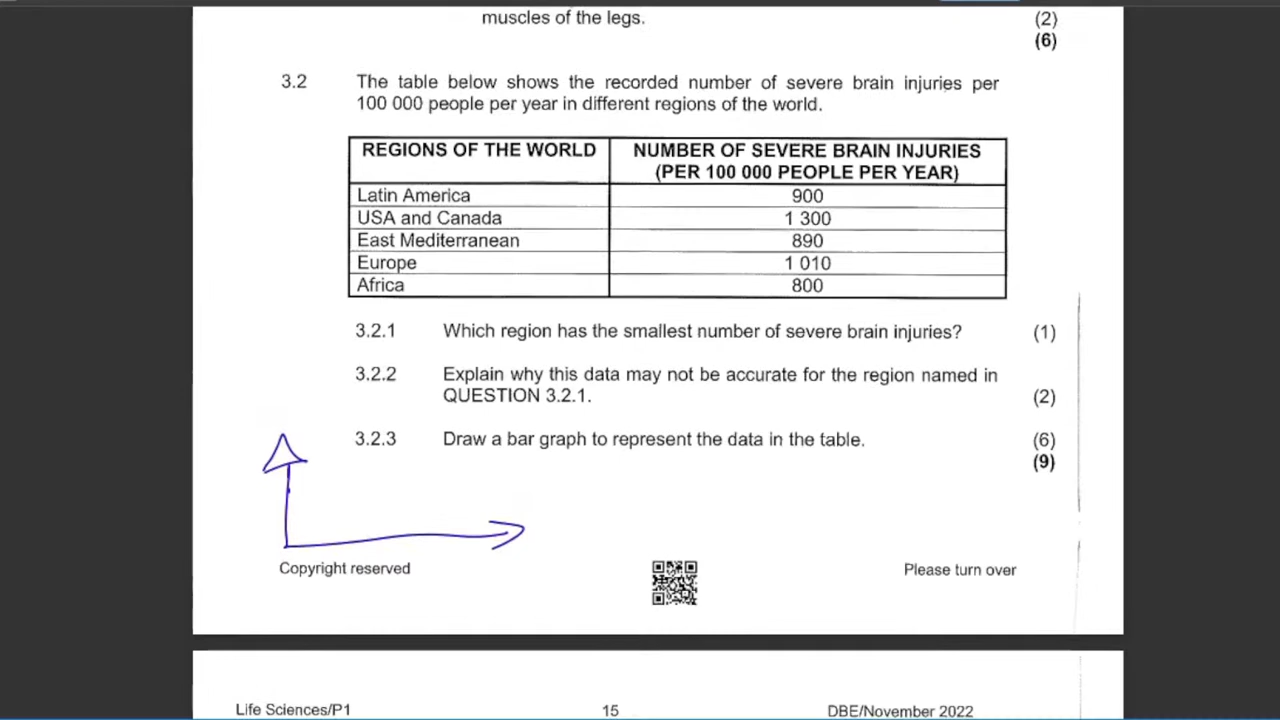 muscles of the legs.
(2)
(6)
3.2 The table below shows the recorded number of severe brain injuries per
100 000 people per year in different regions of the world.
REGIONS OF THE WORLD NUMBER OF SEVERE BRAIN INJURIES
(PER 100 000 PEOPLE PER YEAR)
Latin America 900
USA and Canada 1 300
East Mediterranean 890
Europe 1 010
Africa 800
3.2.1 Which region has the smallest number of severe brain injuries? (1)
3.2.2 Explain why this data may not be accurate for the region named in
QUESTION 3.2.1. (2)
3.2.3 Draw a bar graph to represent the data in the table. (6)
(9)
Copyright reserved Please turn over
Life Sciences/P1 15 DBE/November 2022